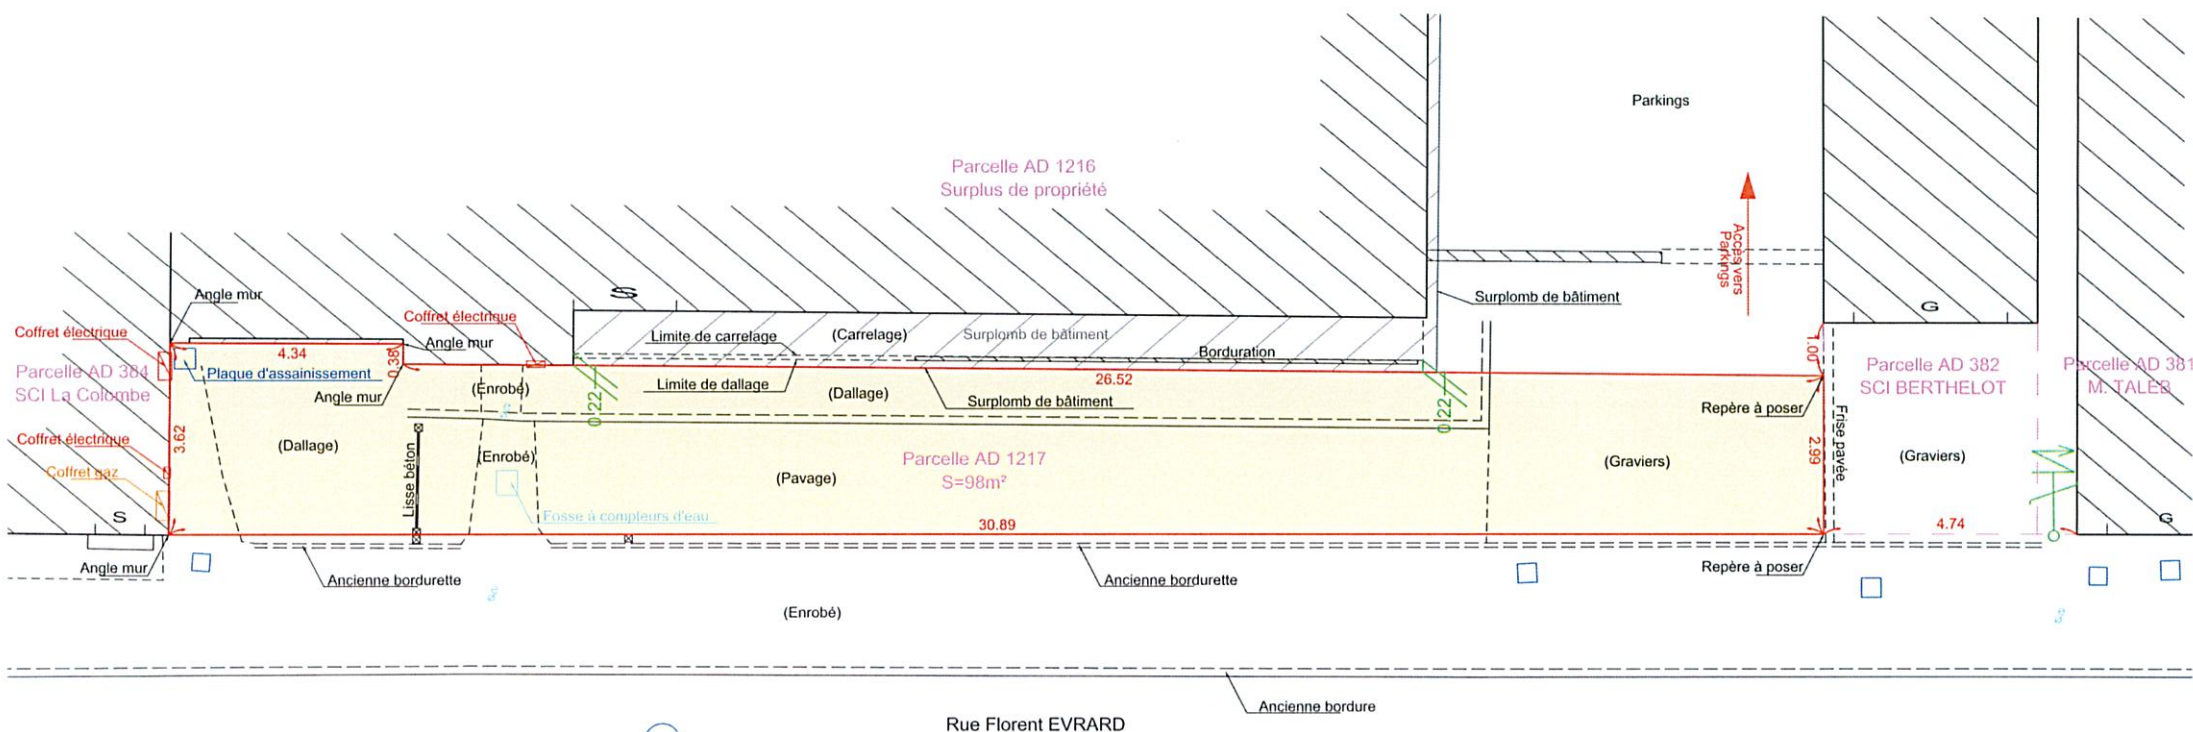 Parkings
Parcelle AD 1216
Surplus de propriété
Accès vers
Parkings
Angle mur
S
Surplomb de bâtiment
G
Coffret électrique
Coffret électrique
Limite de carrelage
(Carrelage)
Surplomb de bâtiment
Angle mur
Borduration
4.34
0.38
1.00
Parcelle AD 384
SCI La Colombe
Plaque d'assainissement
Parcelle AD 382
SCI BERTHELOT
Parcelle AD 381
M. TALEB
26.52
Limite de dallage
(Enrobé)
Angle mur
(Dallage)
Surplomb de bâtiment
0.22
0.22
Repère à poser
Frise pavée
Coffret électrique
3.62
(Dallage)
Lisse béton
(Enrobé)
Parcelle AD 1217
S=98m²
2.99
(Graviers)
(Graviers)
Coffret gaz
(Pavage)
S
Fosse à compteurs d'eau
30.89
4.74
G
Angle mur
Ancienne bordurette
Ancienne bordurette
Repère à poser
(Enrobé)
Ancienne bordure
Rue Florent EVRARD